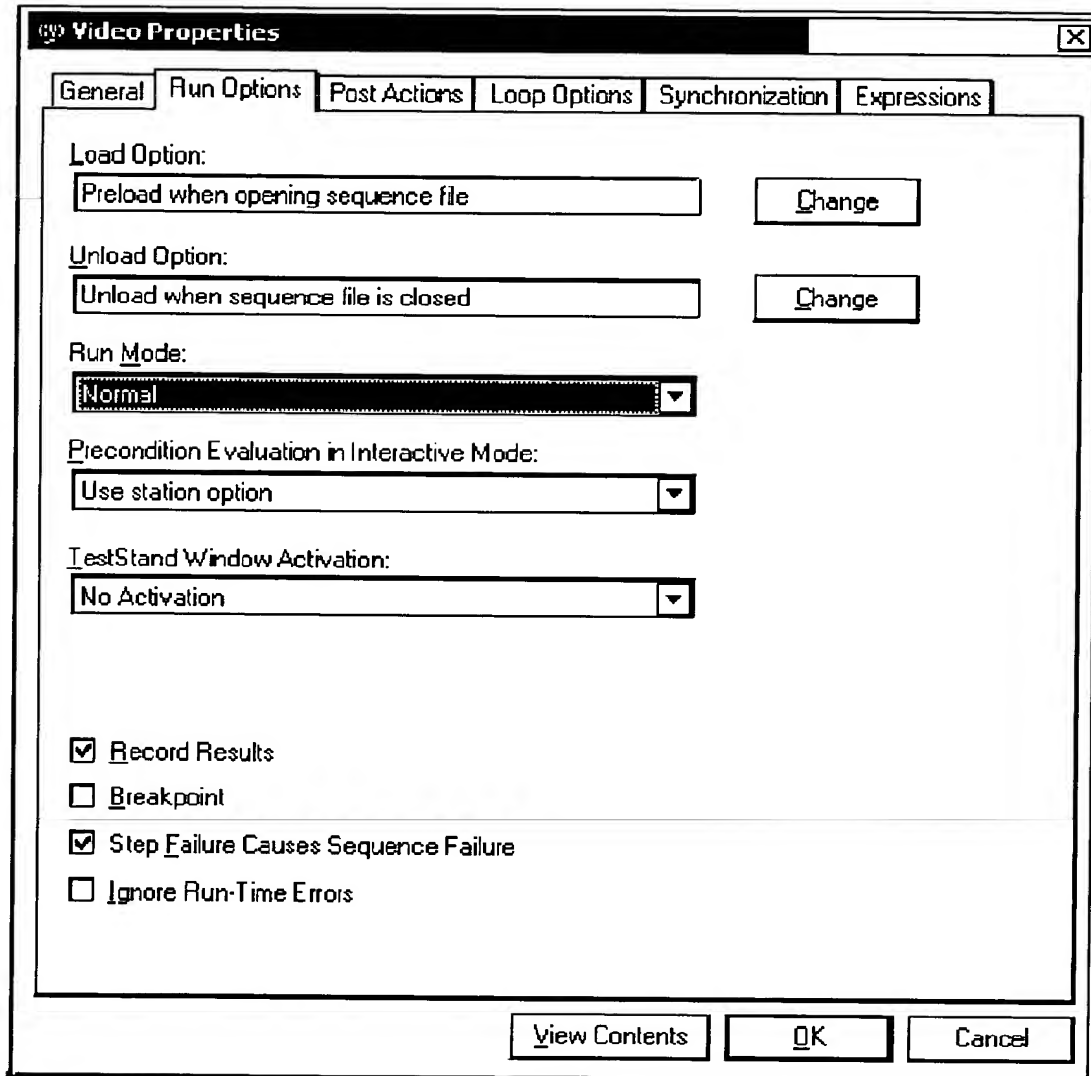 Video Properties
General Run Options Post Actions Loop Options Synchronization Expressions
Load Option:
Preload when opening sequence file
Change
Unload Option:
Unload when sequence file is closed
Change
Run Mode:
Normal
Precondition Evaluation in Interactive Mode:
Use station option
TestStand Window Activation:
No Activation
Record Results
Breakpoint
Step Failure Causes Sequence Failure
Ignore Run-Time Errors
View Contents OK Cancel